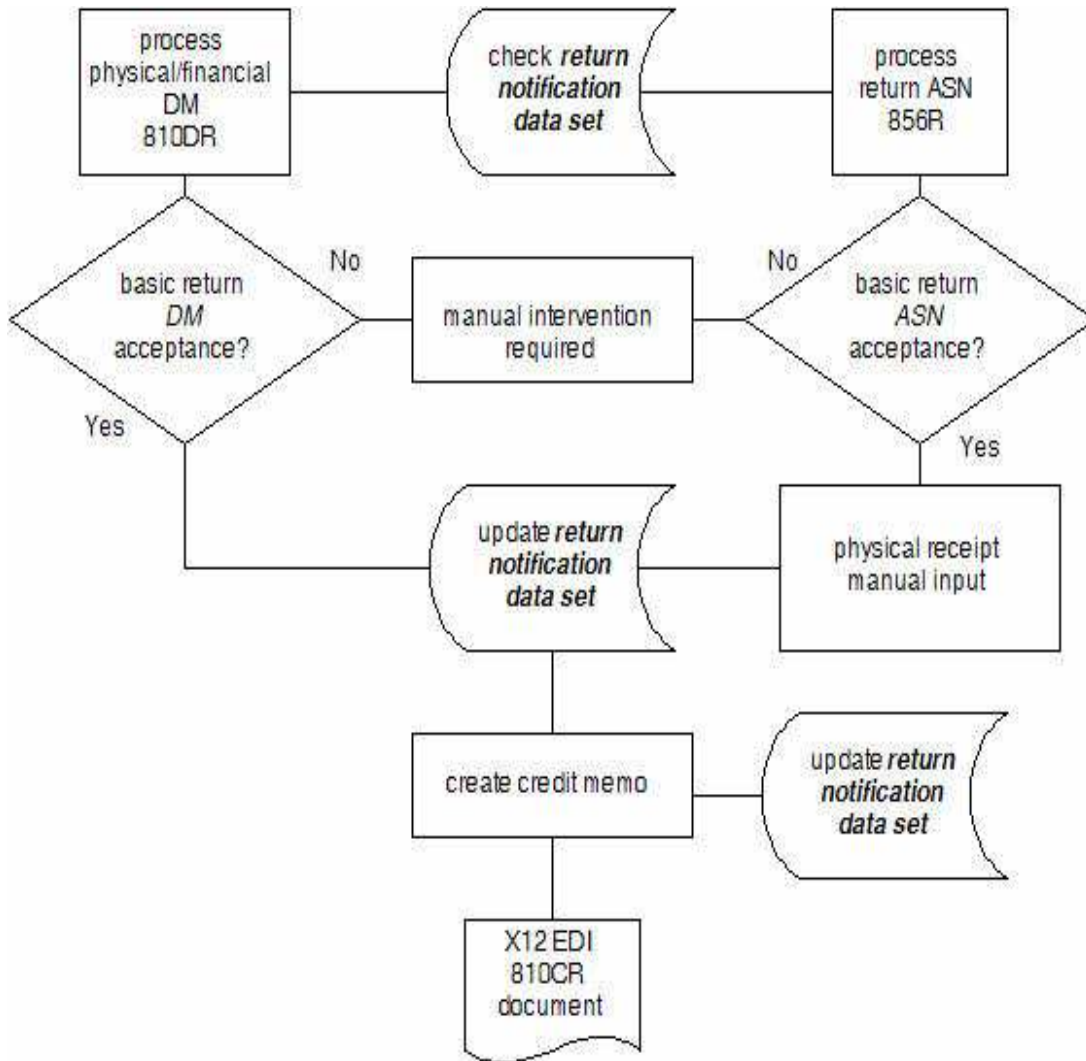 process
physical/financial
DM
810DR
check return
notification
data set
process
return ASN
856R
No
basic return
DM
acceptance?
Yes
manual intervention
required
No
basic return
ASN
acceptance?
Yes
update return
notification
data set
physical receipt
manual input
create credit memo
update return
notification
data set
X12 EDI
810CR
document